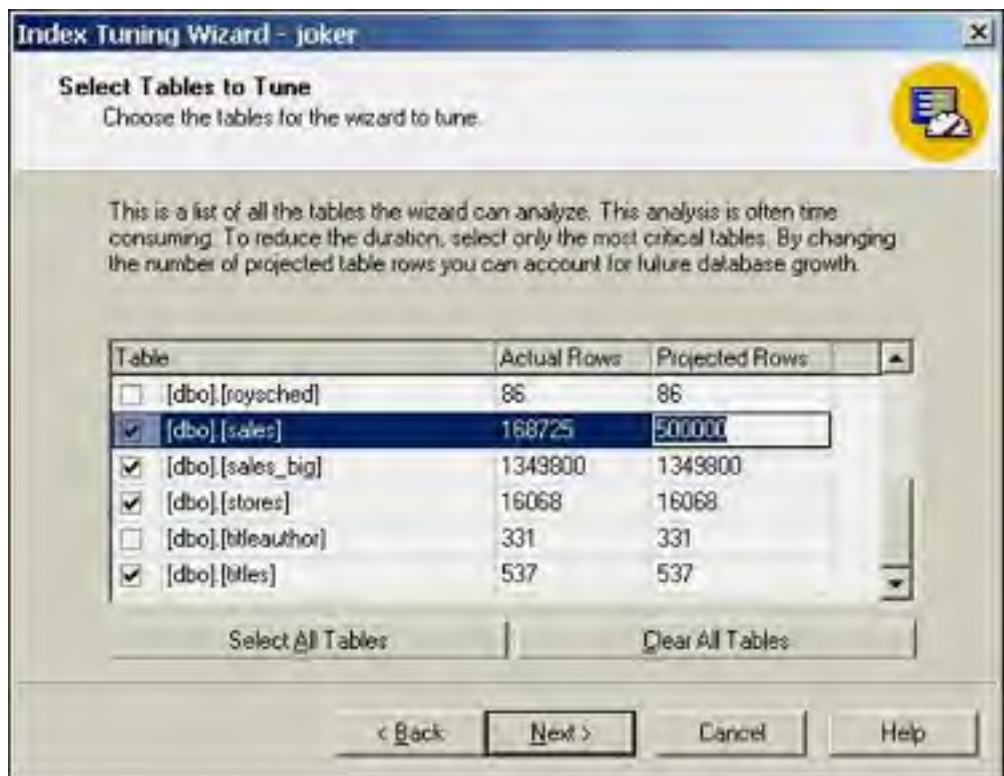 Index Tuning Wizard - joker
Select Tables to Tune
Choose the tables for the wizard to tune.
This is a list of all the tables the wizard can analyze. This analysis is often time
consuming. To reduce the duration, select only the most critical tables. By changing
the number of projected table rows you can account for future database growth.
Table Actual Rows Projected Rows
[dbo].[roysched] 86 86
[dbo].[sales] 168725 500000
[dbo].[sales_big] 1349800 1349800
[dbo].[stores] 16068 16068
[dbo].[titleauthor] 331 331
[dbo].[titles] 537 537
Select All Tables Clear All Tables
< Back Next > Cancel Help